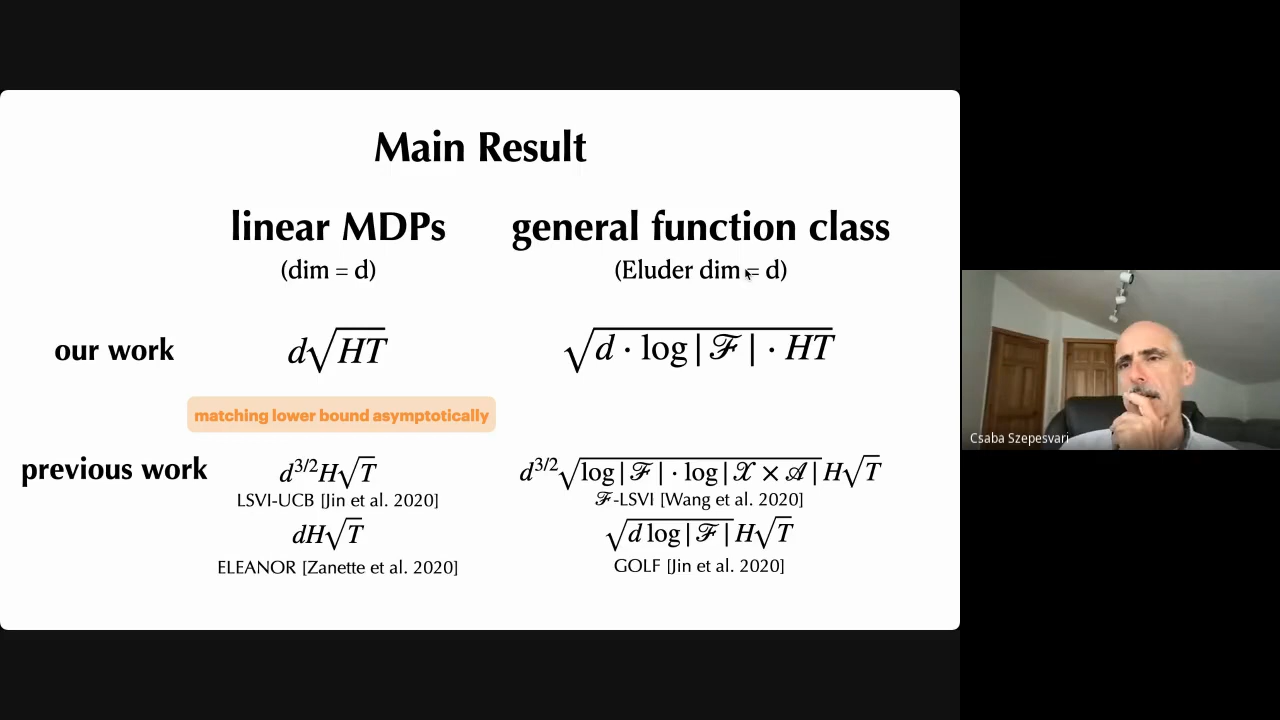 Main Result
linear MDPs general function class
(dim = d) (Eluder dim = d)
our work d√HT √d · log|ℱ| · HT
matching lower bound asymptotically
previous work d^{3/2}H√T d^{3/2}√log|ℱ| · log|𝒳 × 𝒜| H√T
LSVI-UCB [Jin et al. 2020] ℱ-LSVI [Wang et al. 2020]
dH√T √d log|ℱ| H√T
ELEANOR [Zanette et al. 2020] GOLF [Jin et al. 2020]
Csaba Szepesvari